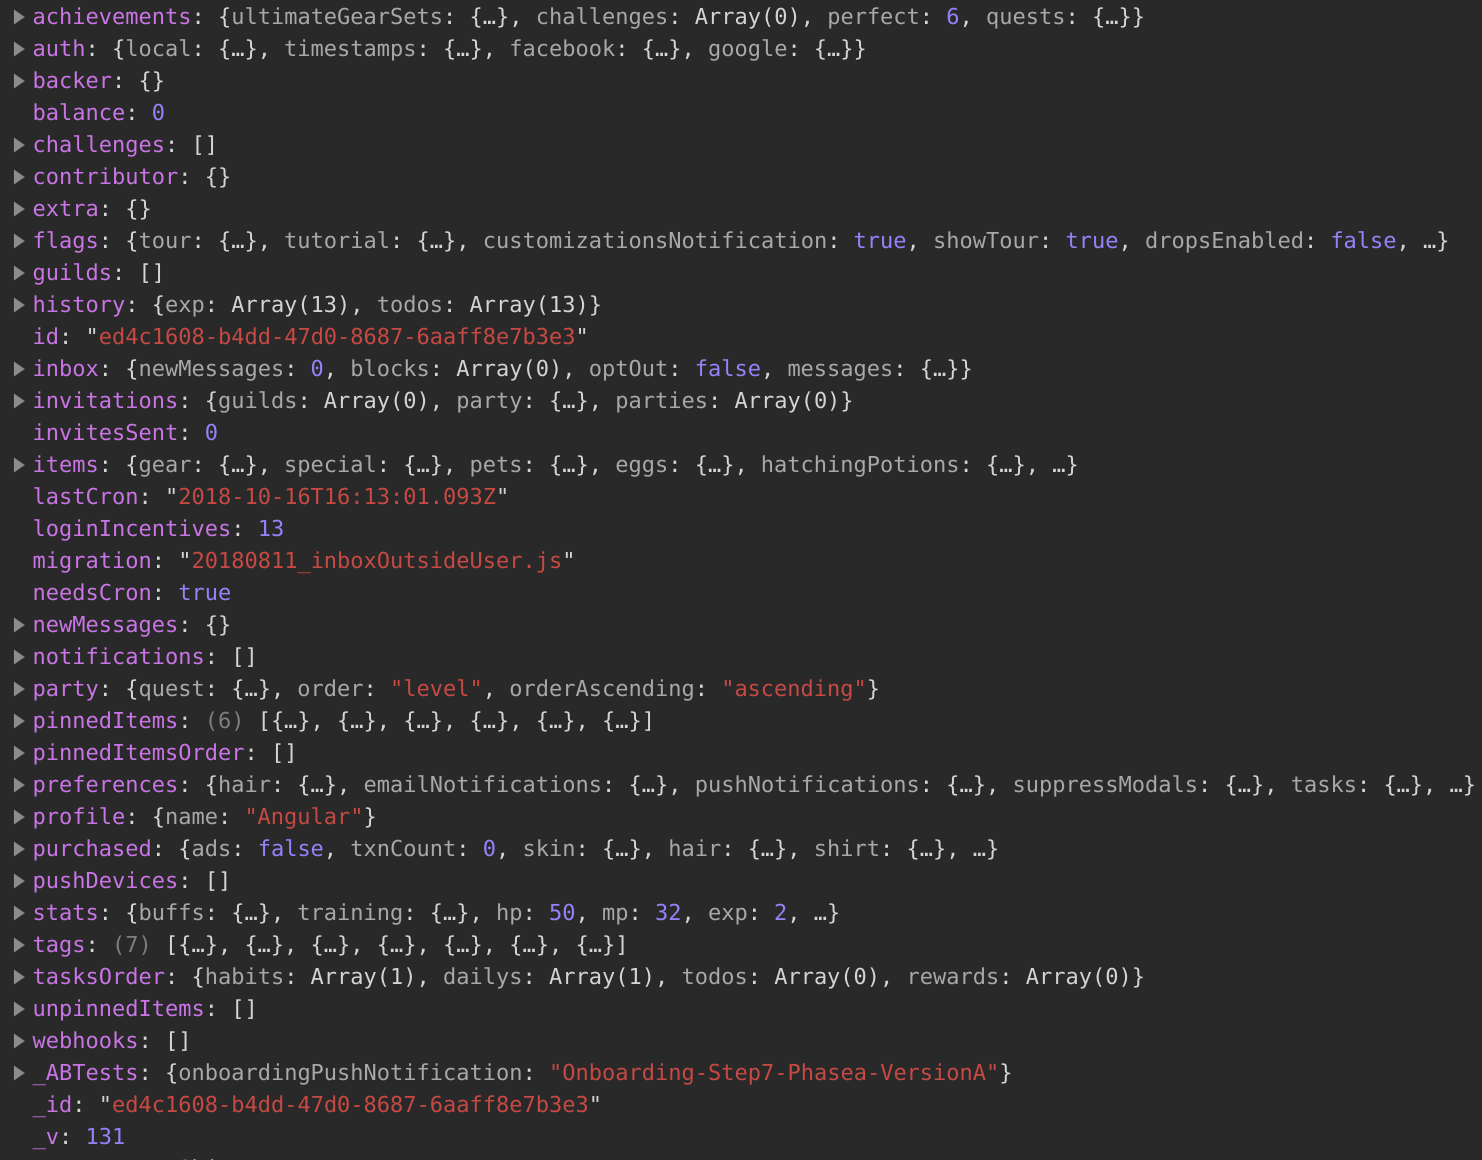 achievements: {ultimateGearSets: {…}, challenges: Array(0), perfect: 6, quests: {…}}
auth: {local: {…}, timestamps: {…}, facebook: {…}, google: {…}}
backer: {}
balance: 0
challenges: []
contributor: {}
extra: {}
flags: {tour: {…}, tutorial: {…}, customizationsNotification: true, showTour: true, dropsEnabled: false, …}
guilds: []
history: {exp: Array(13), todos: Array(13)}
id: "ed4c1608-b4dd-47d0-8687-6aaff8e7b3e3"
inbox: {newMessages: 0, blocks: Array(0), optOut: false, messages: {…}}
invitations: {guilds: Array(0), party: {…}, parties: Array(0)}
invitesSent: 0
items: {gear: {…}, special: {…}, pets: {…}, eggs: {…}, hatchingPotions: {…}, …}
lastCron: "2018-10-16T16:13:01.093Z"
loginIncentives: 13
migration: "20180811_inboxOutsideUser.js"
needsCron: true
newMessages: {}
notifications: []
party: {quest: {…}, order: "level", orderAscending: "ascending"}
pinnedItems: (6) [{…}, {…}, {…}, {…}, {…}, {…}]
pinnedItemsOrder: []
preferences: {hair: {…}, emailNotifications: {…}, pushNotifications: {…}, suppressModals: {…}, tasks: {…}, …}
profile: {name: "Angular"}
purchased: {ads: false, txnCount: 0, skin: {…}, hair: {…}, shirt: {…}, …}
pushDevices: []
stats: {buffs: {…}, training: {…}, hp: 50, mp: 32, exp: 2, …}
tags: (7) [{…}, {…}, {…}, {…}, {…}, {…}, {…}]
tasksOrder: {habits: Array(1), dailys: Array(1), todos: Array(0), rewards: Array(0)}
unpinnedItems: []
webhooks: []
_ABTests: {onboardingPushNotification: "Onboarding-Step7-Phasea-VersionA"}
_id: "ed4c1608-b4dd-47d0-8687-6aaff8e7b3e3"
_v: 131